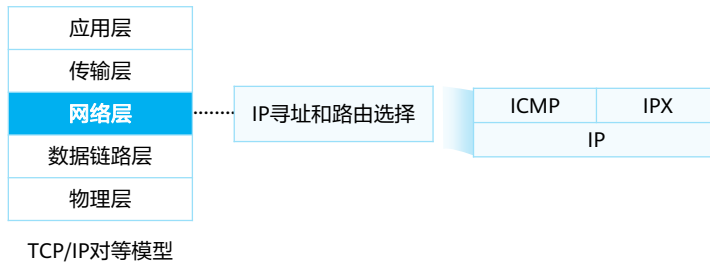 应用层
传输层
网络层
数据链路层
物理层
TCP/IP对等模型
IP寻址和路由选择
ICMP
IPX
IP